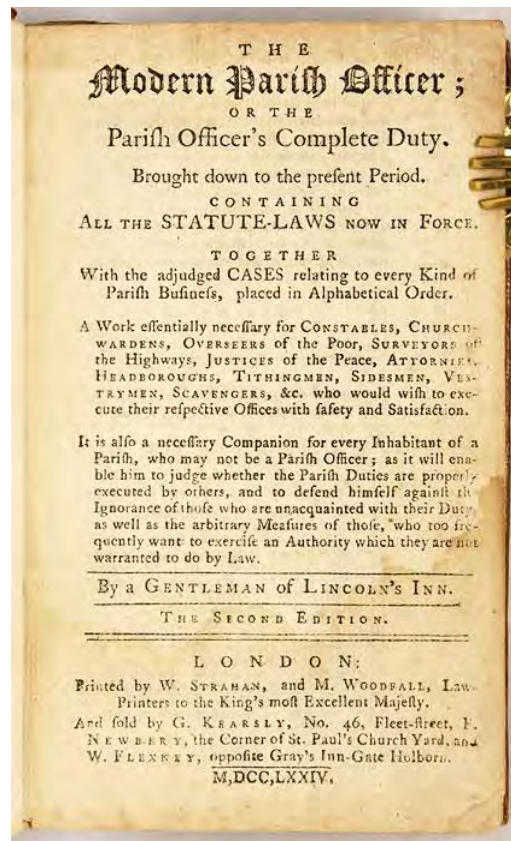 THE
Modern Pariſh Officer;
OR THE
Pariſh Officer's Complete Duty.
Brought down to the preſent Period.
CONTAINING
ALL THE STATUTE-LAWS NOW IN FORCE.
TOGETHER
With the adjudged CASES relating to every Kind of
Pariſh Buſineſs, placed in Alphabetical Order.
A Work eſſentially neceſſary for CONSTABLES, CHURCH-
WARDENS, OVERSEERS of the Poor, SURVEYORS of
the Highways, JUSTICES of the Peace, ATTORNIES,
HEADBOROUGHS, TITHINGMEN, SIDESMEN, VES-
TRYMEN, SCAVENGERS, &c. who would wiſh to exe-
cute their reſpective Offices with ſafety and Satisfaction.
It is alſo a neceſſary Companion for every Inhabitant of a
Pariſh, who may not be a Pariſh Officer; as it will ena-
ble him to judge whether the Pariſh Duties are properly
executed by others, and to defend himſelf againſt the
Ignorance of thoſe who are unacquainted with their Duty,
as well as the arbitrary Meaſures of thoſe, who too fre-
quently want to exerciſe an Authority which they are not
warranted to do by Law.
By a GENTLEMAN of LINCOLN'S INN.
THE SECOND EDITION.
LONDON:
Printed by W. STRAHAN, and M. WOODFALL, Law-
Printers to the King's moſt Excellent Majeſty.
And ſold by G. KEARSLY, No. 46, Fleet-ſtreet, F.
NEWBERY, the Corner of St. Paul's Church Yard, and
W. FLEXNEY, oppoſite Gray's Inn-Gate Holborn.
M,DCC,LXXIV.